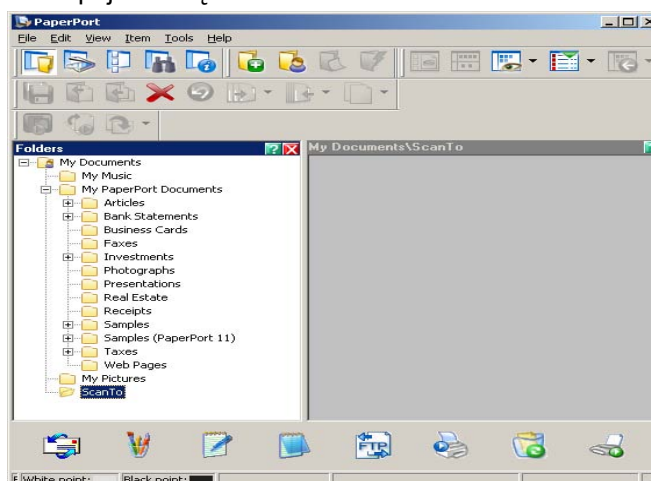 PaperPort
File Edit View Item Tools Help
Folders
My Documents\ScanTo
My Documents
My Music
My PaperPort Documents
Articles
Bank Statements
Business Cards
Faxes
Investments
Photographs
Presentations
Real Estate
Receipts
Samples
Samples (PaperPort 11)
Taxes
Web Pages
My Pictures
ScanTo
FTP
White point: Black point: